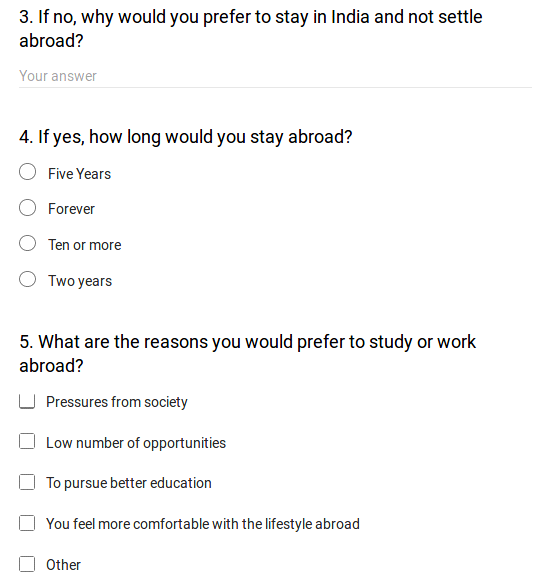 3. If no, why would you prefer to stay in India and not settle
abroad?
Your answer
4. If yes, how long would you stay abroad?
Five Years
Forever
Ten or more
Two years
5. What are the reasons you would prefer to study or work
abroad?
Pressures from society
Low number of opportunities
To pursue better education
You feel more comfortable with the lifestyle abroad
Other